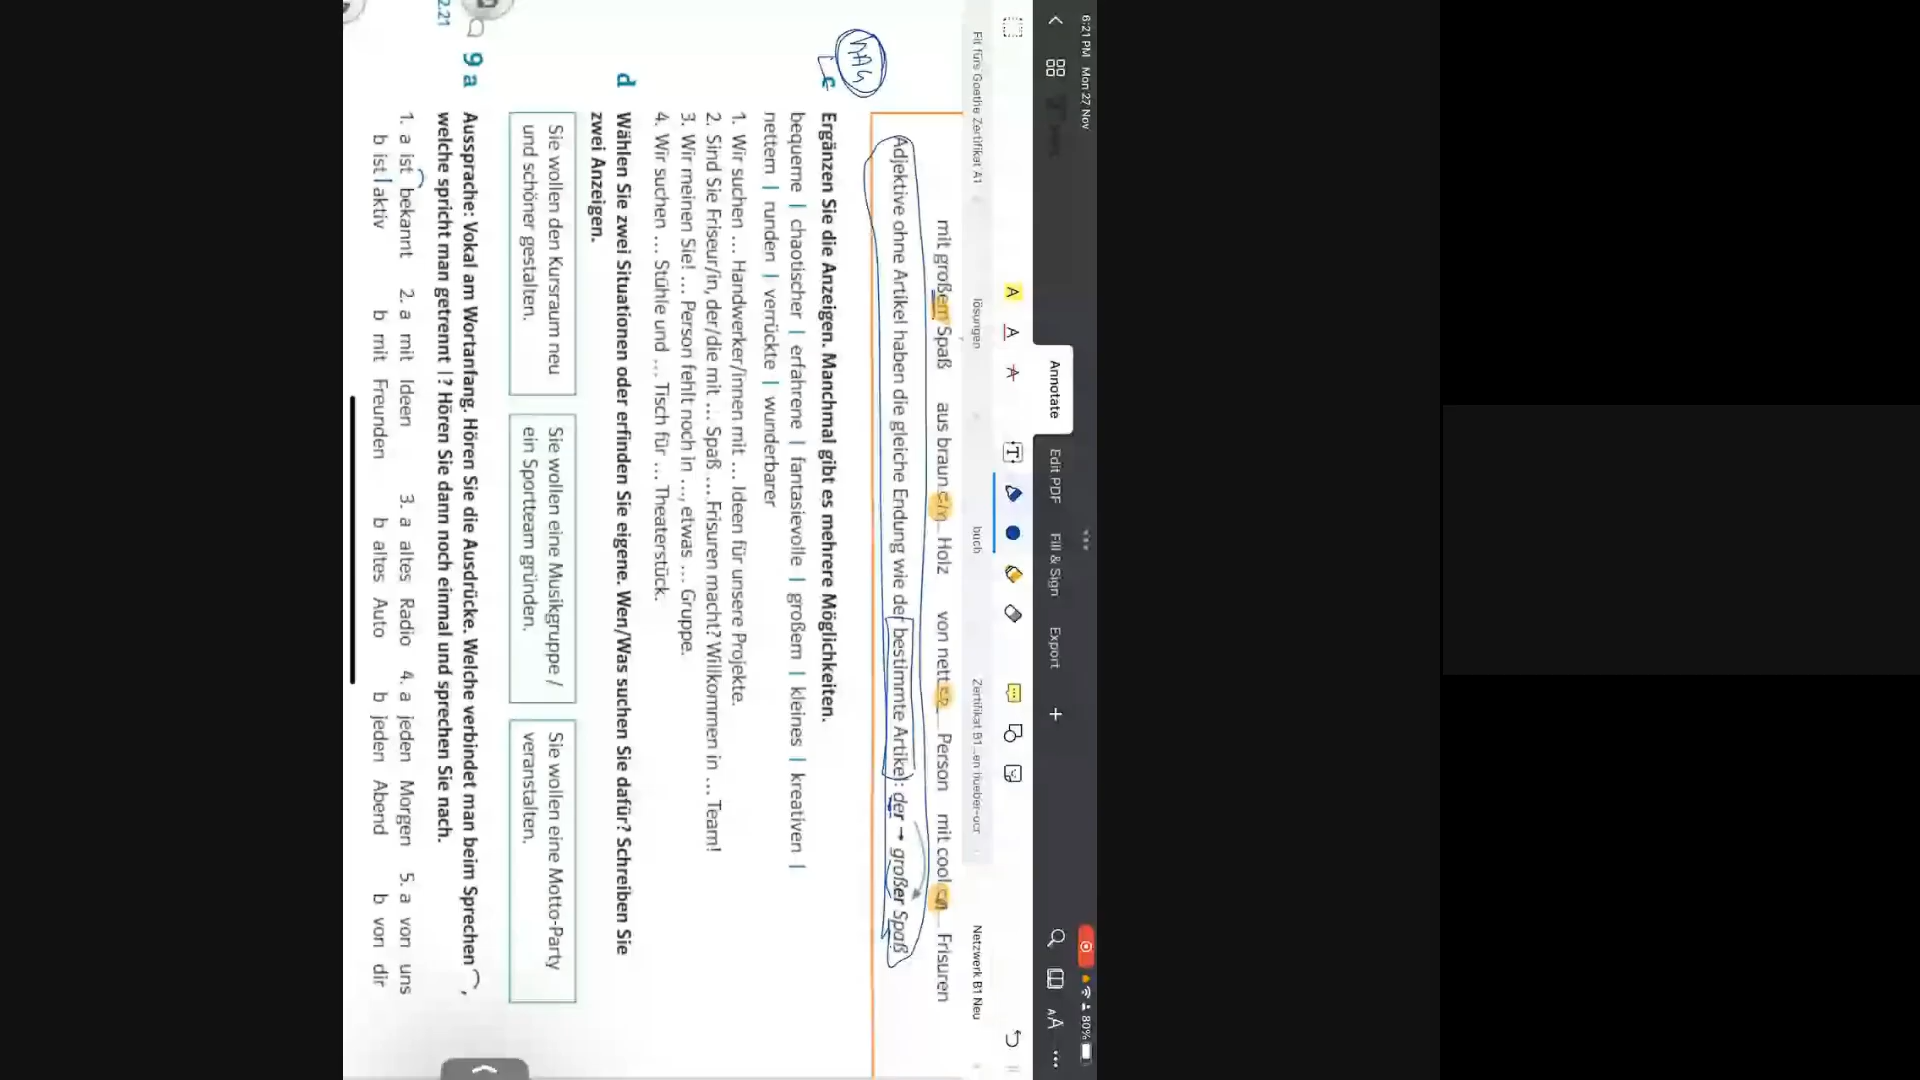 6:21 PM Mon 27 Nov
Annotate
Edit PDF
Fill & Sign
Export
80%
Fit fürs Goethe Zertifikat A1
lösungen
buch
Zertifikat B1...en Hueber-ocr
Netzwerk B1 Neu
mit großem Spaß aus braunem Holz von netter Person mit coolen Frisuren
Adjektive ohne Artikel haben die gleiche Endung wie der bestimmte Artikel: der → großer Spaß
HAG
c Ergänzen Sie die Anzeigen. Manchmal gibt es mehrere Möglichkeiten.
bequeme | chaotischer | erfahrene | fantasievolle | großem | kleines | kreativen |
nettem | runden | verrückte | wunderbarer
1. Wir suchen ... Handwerker/innen mit ... Ideen für unsere Projekte.
2. Sind Sie Friseur/in, der/die mit ... Spaß ... Frisuren macht? Willkommen in ... Team!
3. Wir meinen Sie! ... Person fehlt noch in ..., etwas ... Gruppe.
4. Wir suchen ... Stühle und ... Tisch für ... Theaterstück.
d Wählen Sie zwei Situationen oder erfinden Sie eigene. Wen/Was suchen Sie dafür? Schreiben Sie
zwei Anzeigen.
Sie wollen den Kursraum neu
und schöner gestalten.
Sie wollen eine Musikgruppe /
ein Sportteam gründen.
Sie wollen eine Motto-Party
veranstalten.
2.21
9 a Aussprache: Vokal am Wortanfang. Hören Sie die Ausdrücke. Welche verbindet man beim Sprechen ⁀,
welche spricht man getrennt |? Hören Sie dann noch einmal und sprechen Sie nach.
1. a ist bekannt 2. a mit Ideen 3. a altes Radio 4. a jeden Morgen 5. a von uns
b ist | aktiv b mit Freunden b altes Auto b jeden Abend b von dir